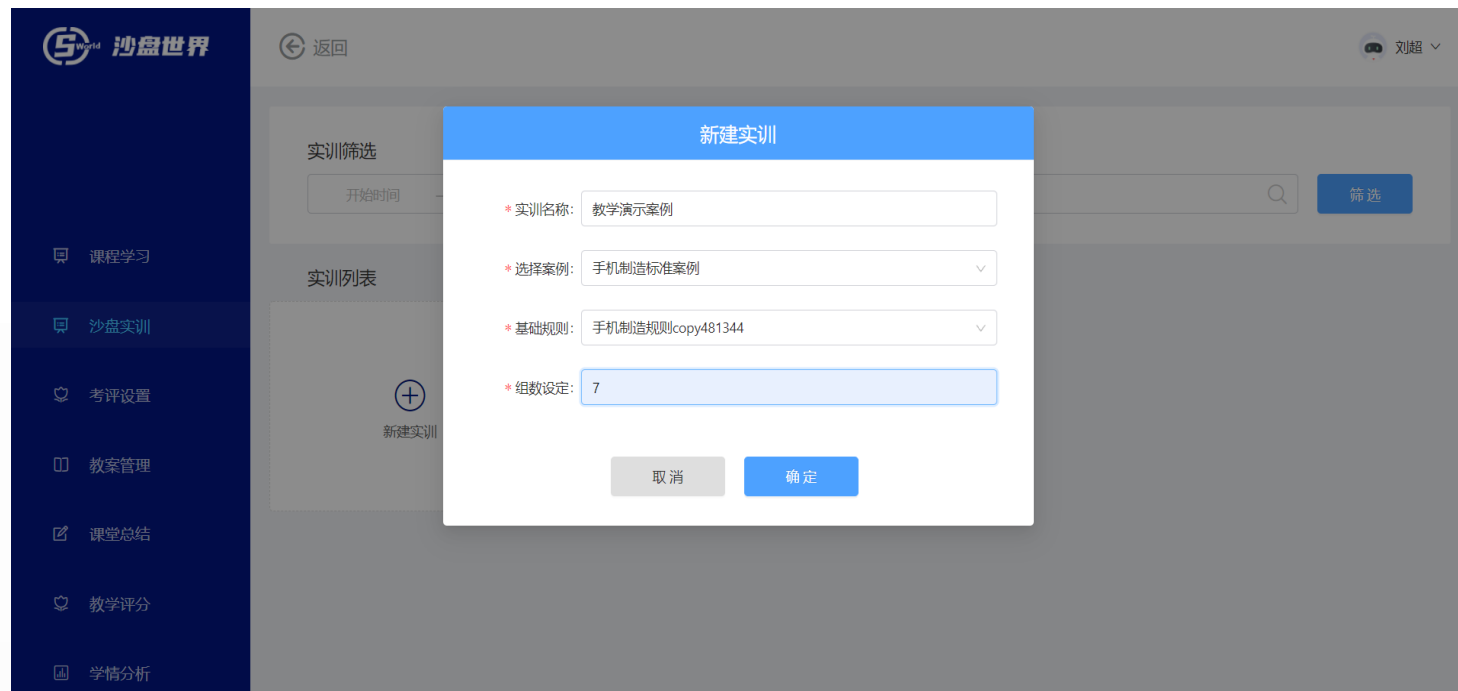 World 沙盘世界
返回
刘超
课程学习
沙盘实训
考评设置
教案管理
课堂总结
教学评分
学情分析
实训筛选
开始时间 -
筛选
实训列表
新建实训
新建实训
*实训名称: 教学演示案例
*选择案例: 手机制造标准案例
*基础规则: 手机制造规则copy481344
*组数设定: 7
取消 确定